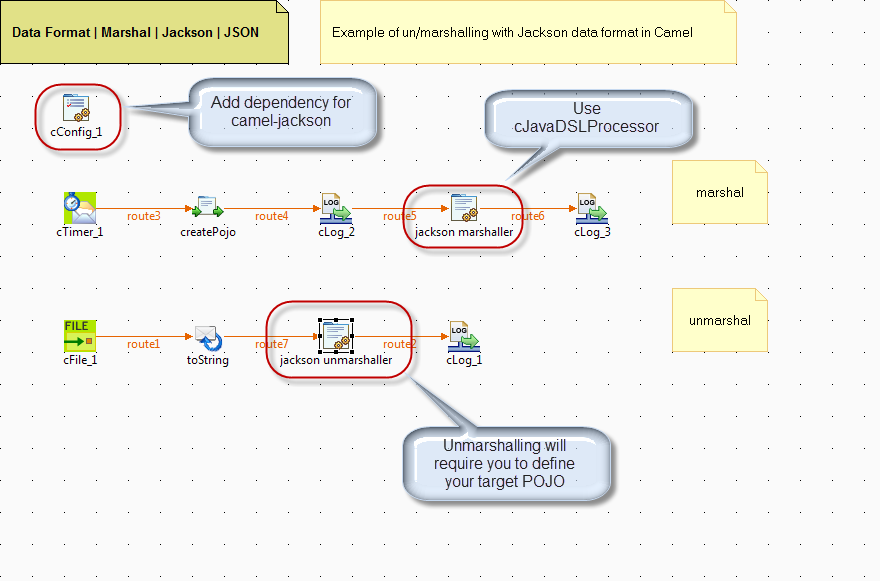 Data Format | Marshal | Jackson | JSON
Example of un/marshalling with Jackson data format in Camel
cConfig_1
Add dependency for
camel-jackson
Use
cJavaDSLProcessor
marshal
LOG
LOG
route3
route4
route5
route6
cTimer_1
createPojo
cLog_2
jackson marshaller
cLog_3
unmarshal
FILE
LOG
route1
route7
route2
cFile_1
toString
jackson unmarshaller
cLog_1
Unmarshalling will
require you to define
your target POJO